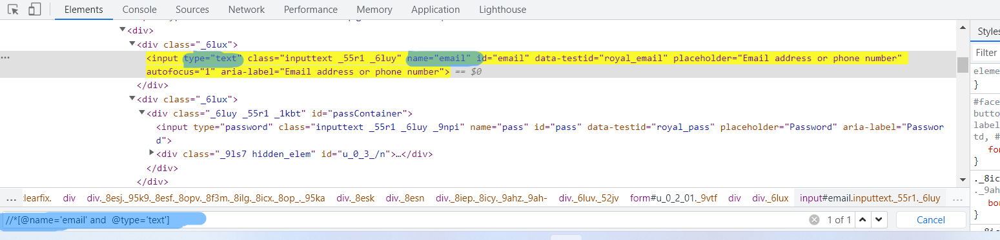 Elements Console Sources Network Performance Memory Application Lighthouse
<div>
<div class="_6lux">
... <input type="text" class="inputtext _55r1 _6luy" name="email" id="email" data-testid="royal_email" placeholder="Email address or phone number"
autofocus="1" aria-label="Email address or phone number"> == $0
</div>
<div class="_6lux">
<div class="_6luy _55r1 _1kbt" id="passContainer">
<input type="password" class="inputtext _55r1 _6luy _9npi" name="pass" id="pass" data-testid="royal_pass" placeholder="Password" aria-label="Passwor
d">
<div class="_9ls7 hidden_elem" id="u_0_3_/n">…</div>
</div>
</div>
... :learfix. div div._8esj._95k9._8esf._8opv._8f3m._8ilg._8icx._8op_._95ka div._8esk div._8esn div._8iep._8icy._9ahz._9ah- div._6luv._52jv form#u_0_2_01._9vtf div div._6lux input#email.inputtext._55r1._6luy ...
//*[@name='email' and @type='text'] 1 of 1 Cancel
Styles
Filter
eleme
}
#face
butto
label
td, #
fon
}
._8ic
._9ah
bor
}